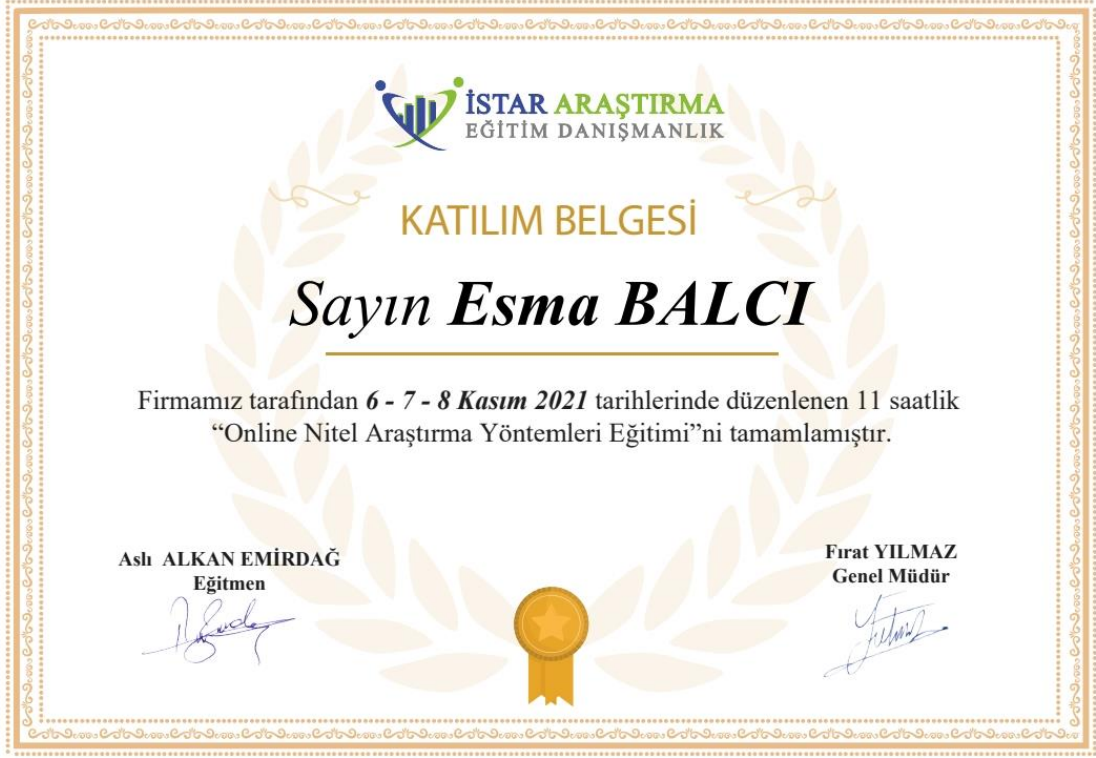 İSTAR ARAŞTIRMA
EĞİTİM DANIŞMANLIK
KATILIM BELGESİ
Sayın Esma BALCI
Firmamız tarafından 6 - 7 - 8 Kasım 2021 tarihlerinde düzenlenen 11 saatlik
“Online Nitel Araştırma Yöntemleri Eğitimi”ni tamamlamıştır.
Aslı ALKAN EMİRDAĞ
Eğitmen
Fırat YILMAZ
Genel Müdür